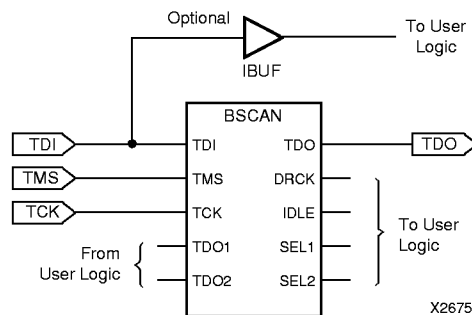 Optional
To User
Logic
IBUF
BSCAN
TDI TDI TDO TDO
TMS TMS DRCK
TCK TCK IDLE
To User
Logic
From
User Logic
TDO1 SEL1
TDO2 SEL2
X2675